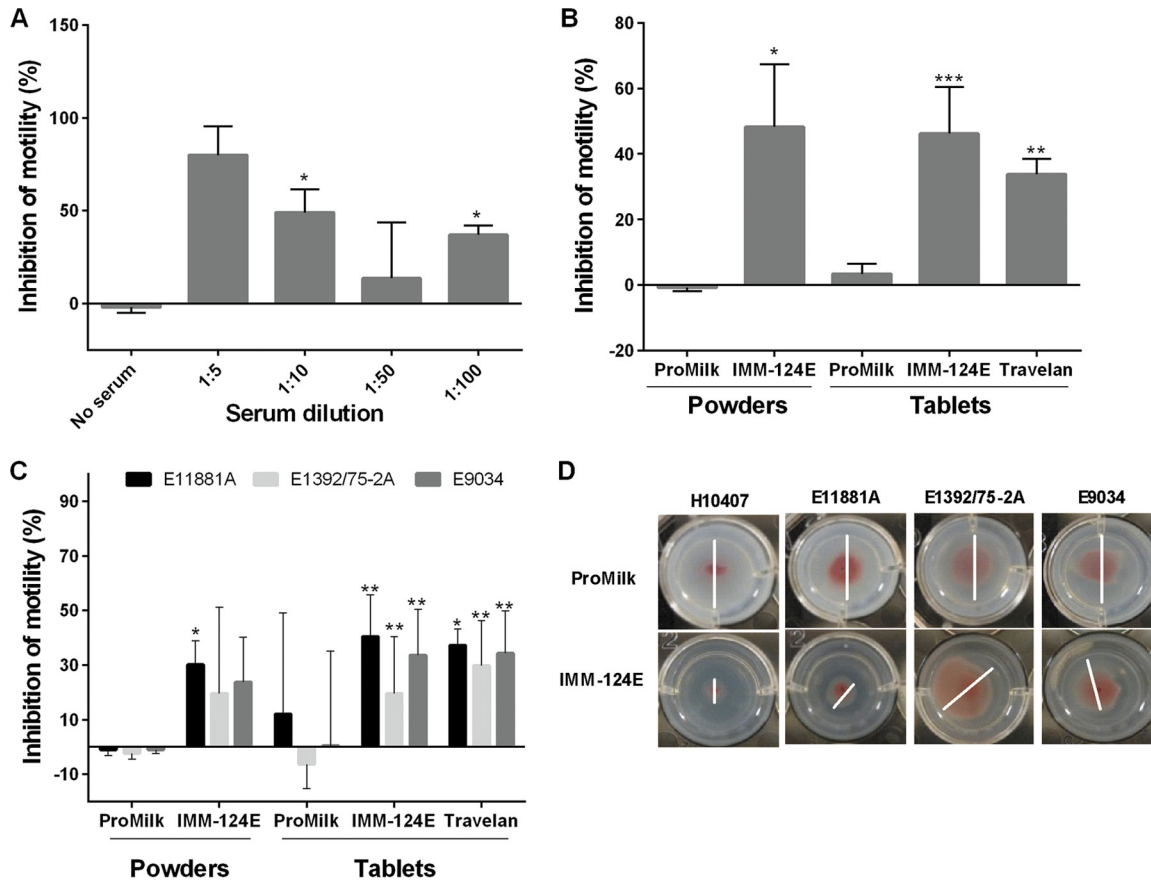 A
Inhibition of motility (%)
150
100
50
0
*
*
No serum
1:5
1:10
1:50
1:100
Serum dilution
B
Inhibition of motility (%)
80
60
40
20
0
-20
*
***
**
ProMilk IMM-124E ProMilk IMM-124E Travelan
Powders Tablets
C
E11881A E1392/75-2A E9034
Inhibition of motility (%)
90
70
50
30
10
-10
*
** ** **
* ** **
ProMilk IMM-124E ProMilk IMM-124E Travelan
Powders Tablets
D
H10407 E11881A E1392/75-2A E9034
ProMilk
IMM-124E